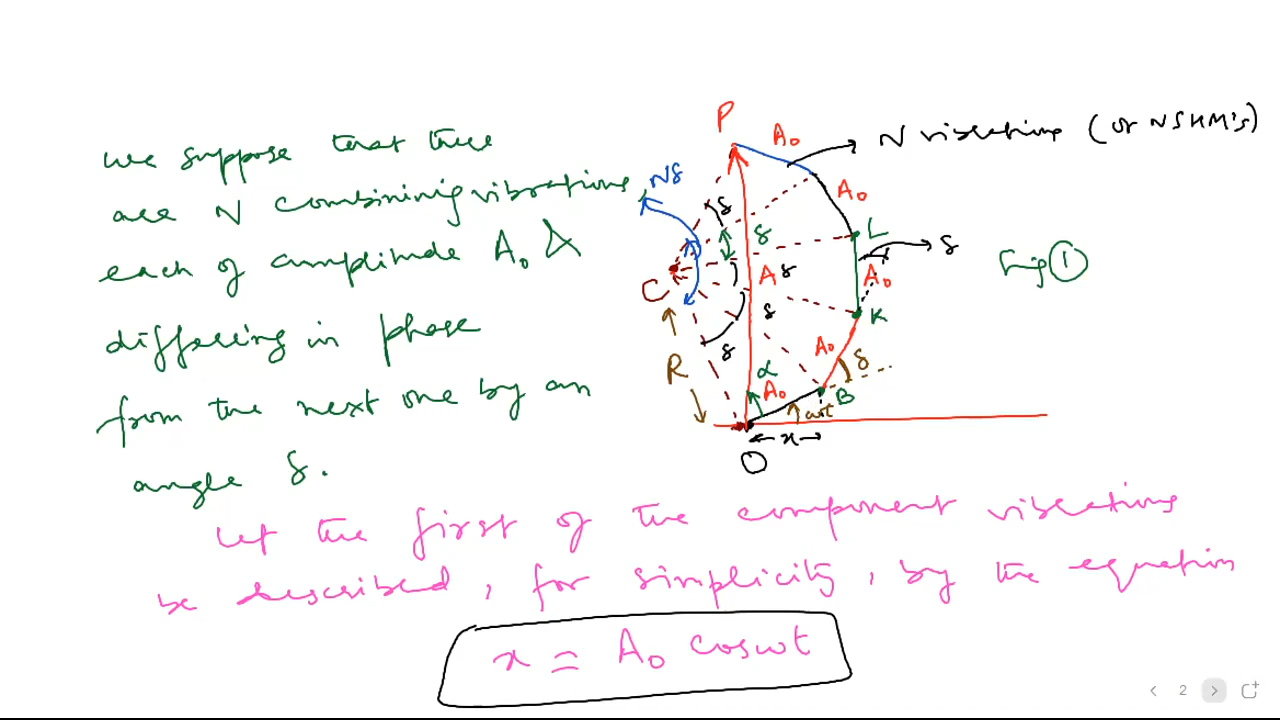 We suppose that there
are N combining vibrations
each of amplitude A₀ &
differing in phase
from the next one by an
angle δ.
P
A₀
N vibrations (or N SHM's)
Nδ
δ
A₀
δ
L
δ
C
A
δ
A₀
Fig ①
δ
K
R
δ
A₀
δ
α
A₀
B
ωt
x
O
Let the first of the component vibrations
be described, for simplicity, by the equation
x = A₀ cosωt
2